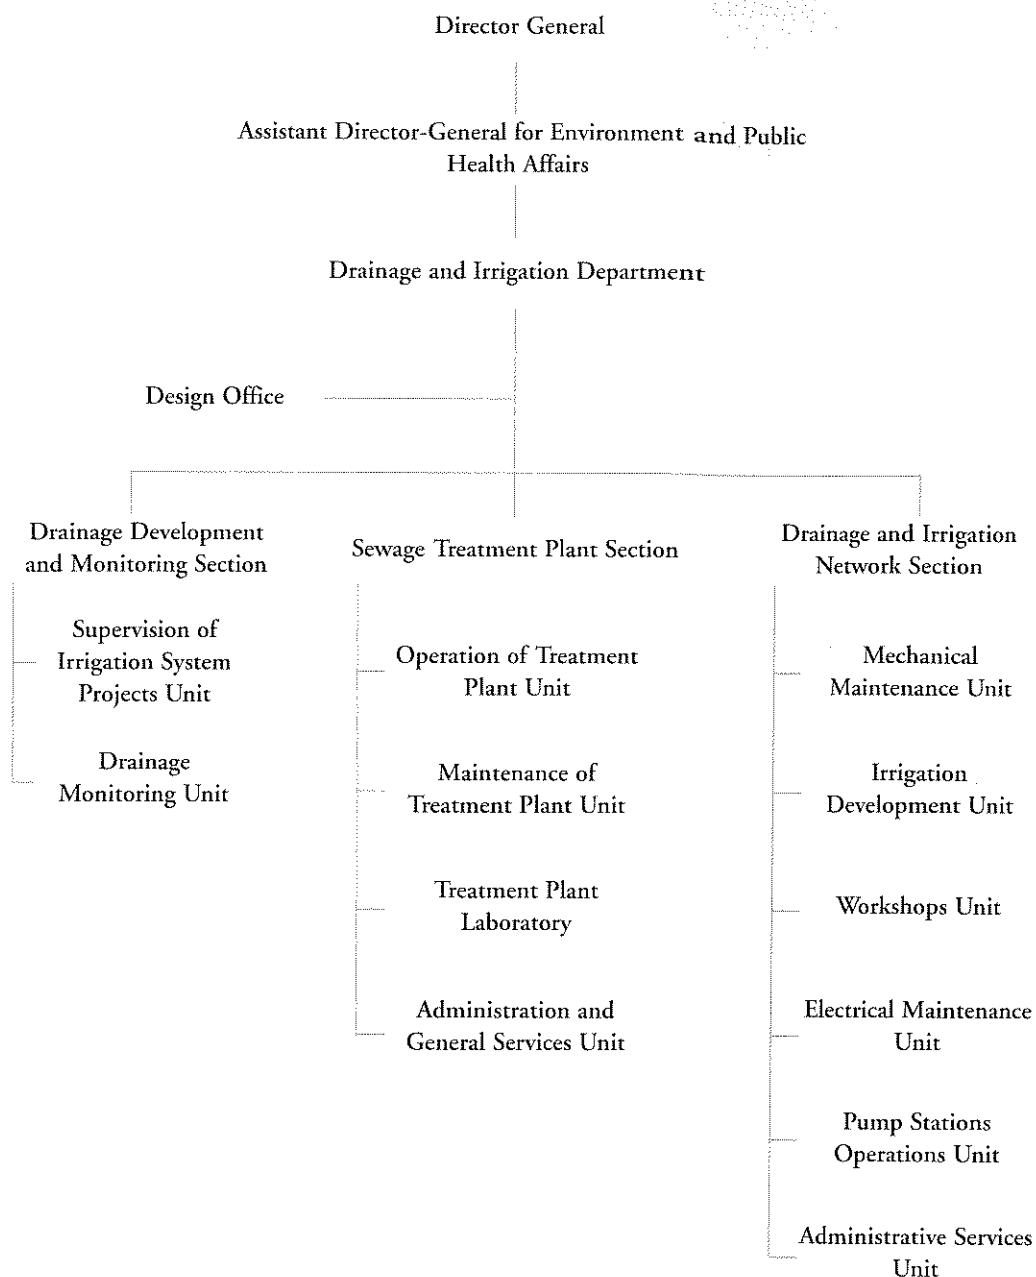 Director General
Assistant Director-General for Environment and Public
Health Affairs
Drainage and Irrigation Department
Design Office
Drainage Development
and Monitoring Section
Supervision of
Irrigation System
Projects Unit
Drainage
Monitoring Unit
Sewage Treatment Plant Section
Operation of Treatment
Plant Unit
Maintenance of
Treatment Plant Unit
Treatment Plant
Laboratory
Administration and
General Services Unit
Drainage and Irrigation
Network Section
Mechanical
Maintenance Unit
Irrigation
Development Unit
Workshops Unit
Electrical Maintenance
Unit
Pump Stations
Operations Unit
Administrative Services
Unit